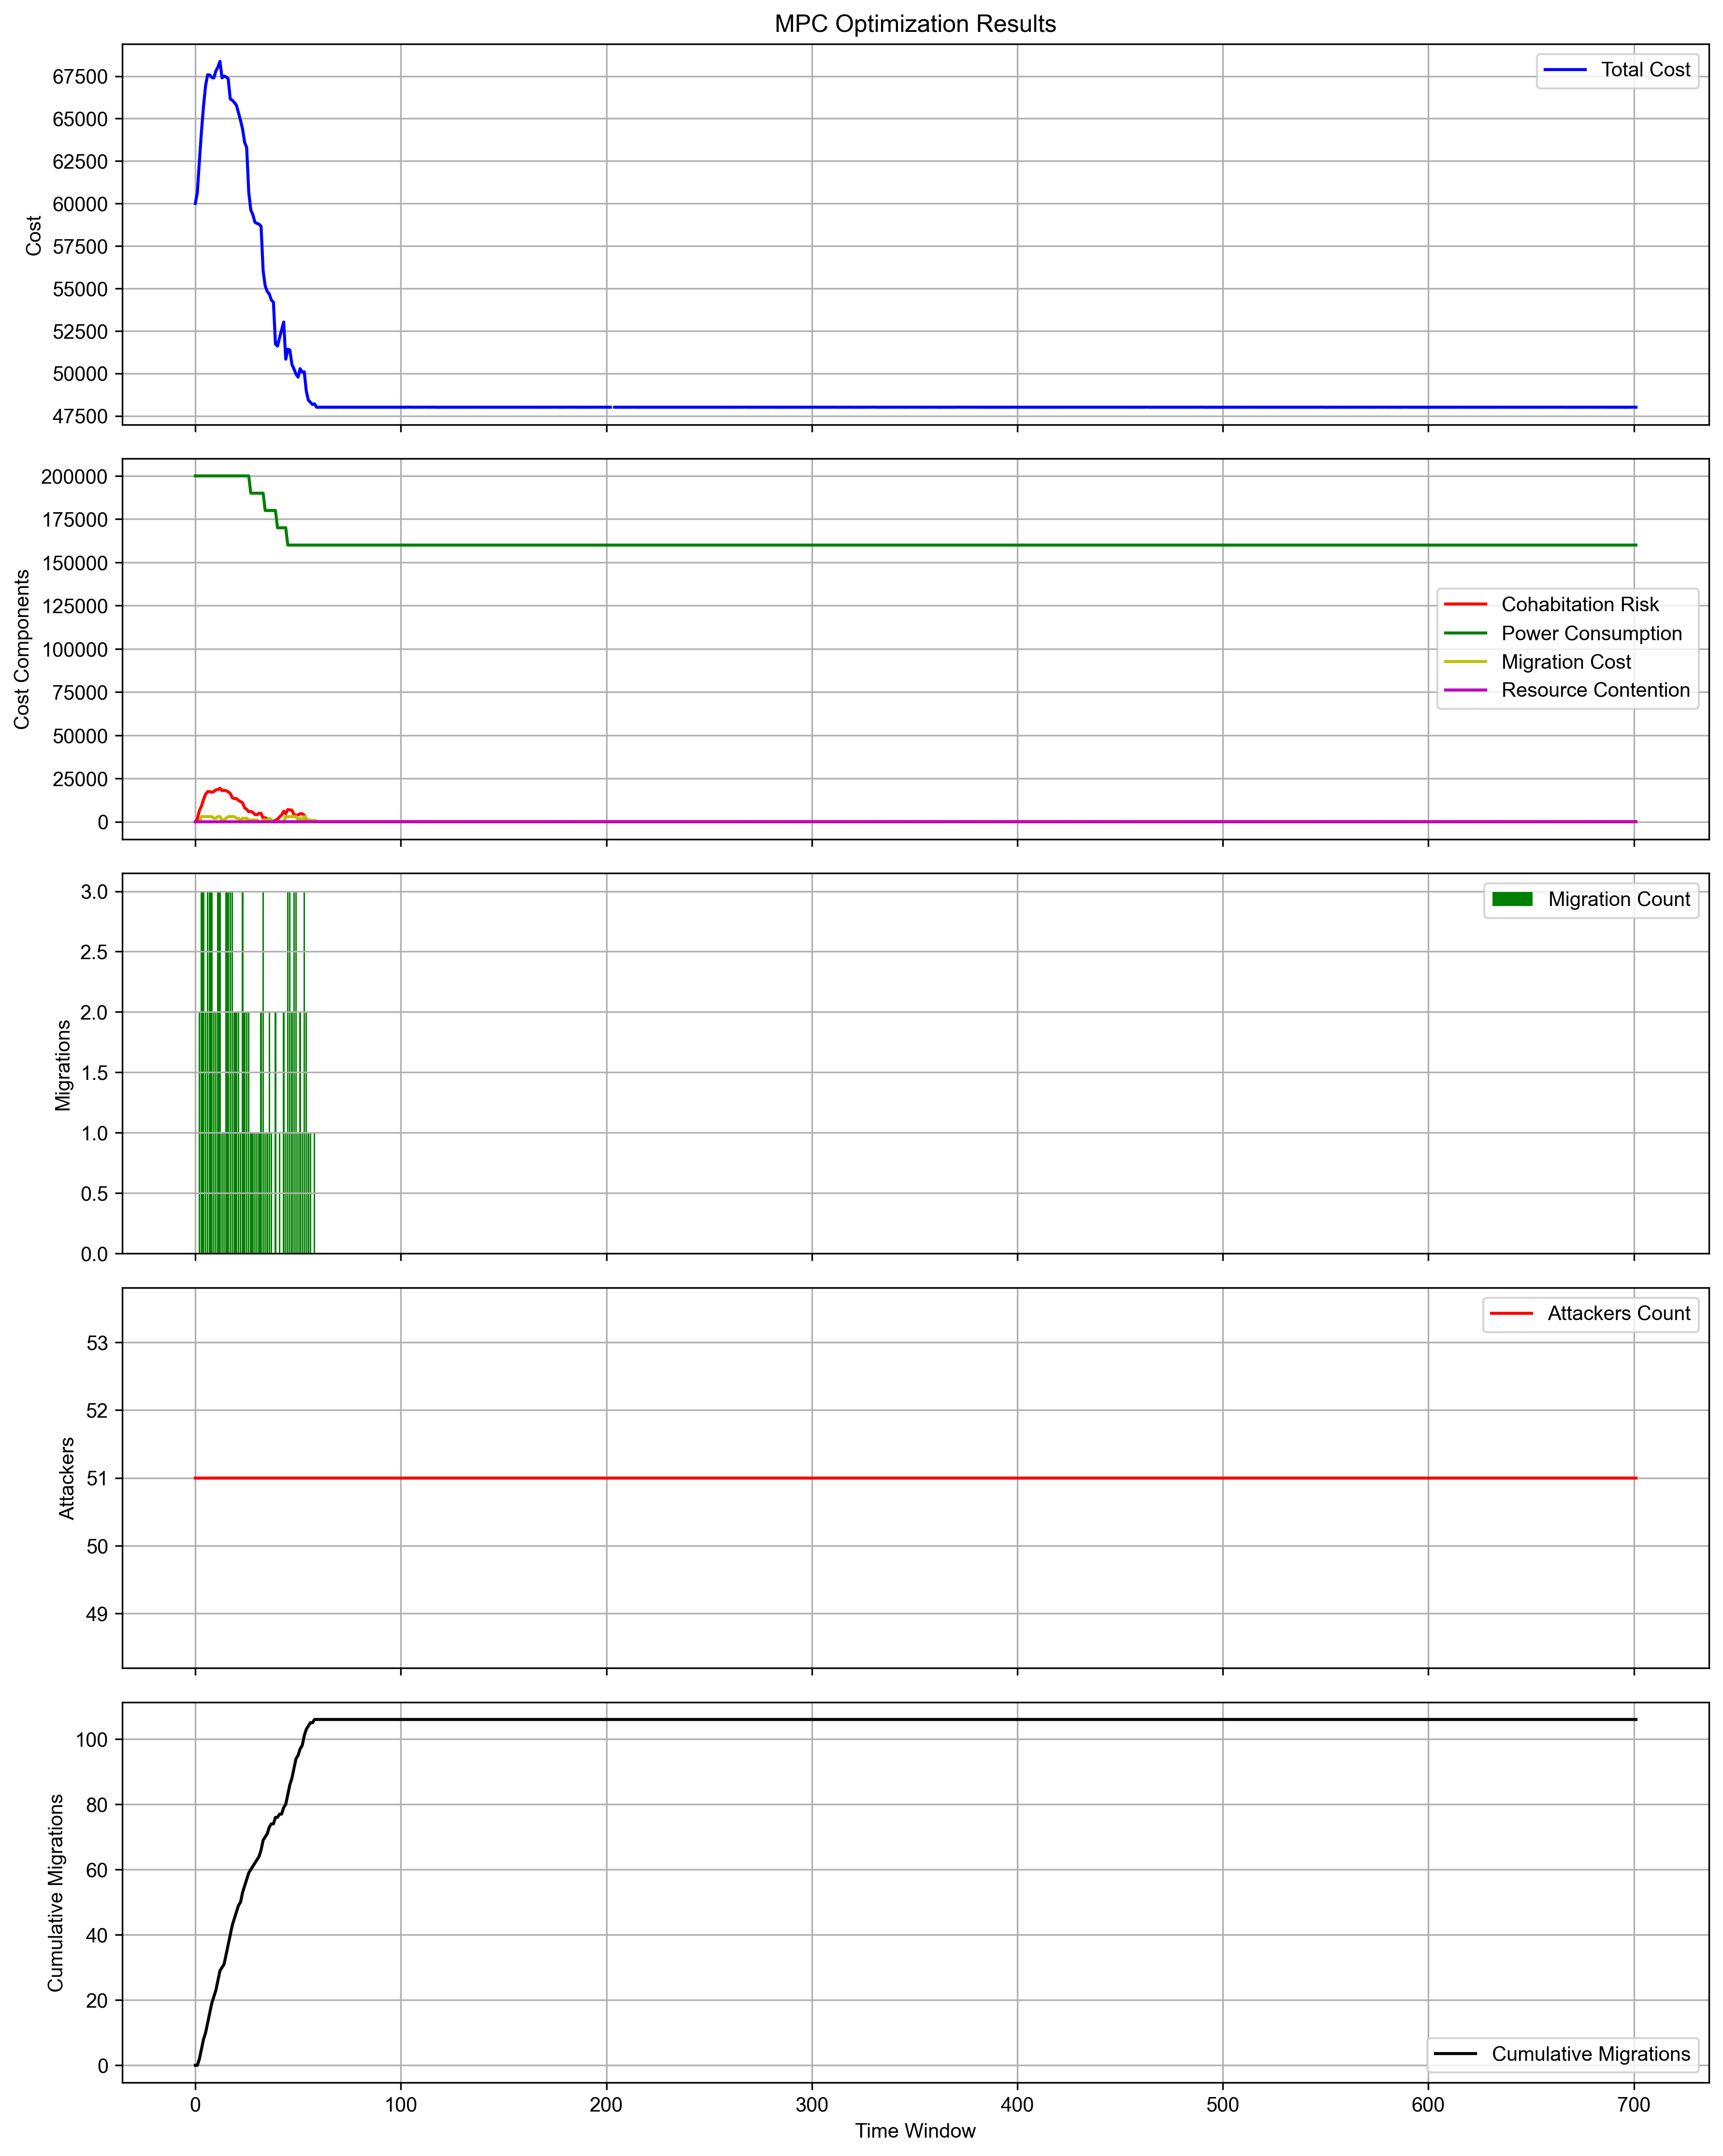 MPC Optimization Results
67500
65000
62500
60000
57500
55000
52500
50000
47500
Cost
Total Cost
200000
175000
150000
125000
100000
75000
50000
25000
0
Cost Components
Cohabitation Risk
Power Consumption
Migration Cost
Resource Contention
3.0
2.5
2.0
1.5
1.0
0.5
0.0
Migrations
Migration Count
53
52
51
50
49
Attackers
Attackers Count
100
80
60
40
20
0
Cumulative Migrations
Cumulative Migrations
0 100 200 300 400 500 600 700
Time Window